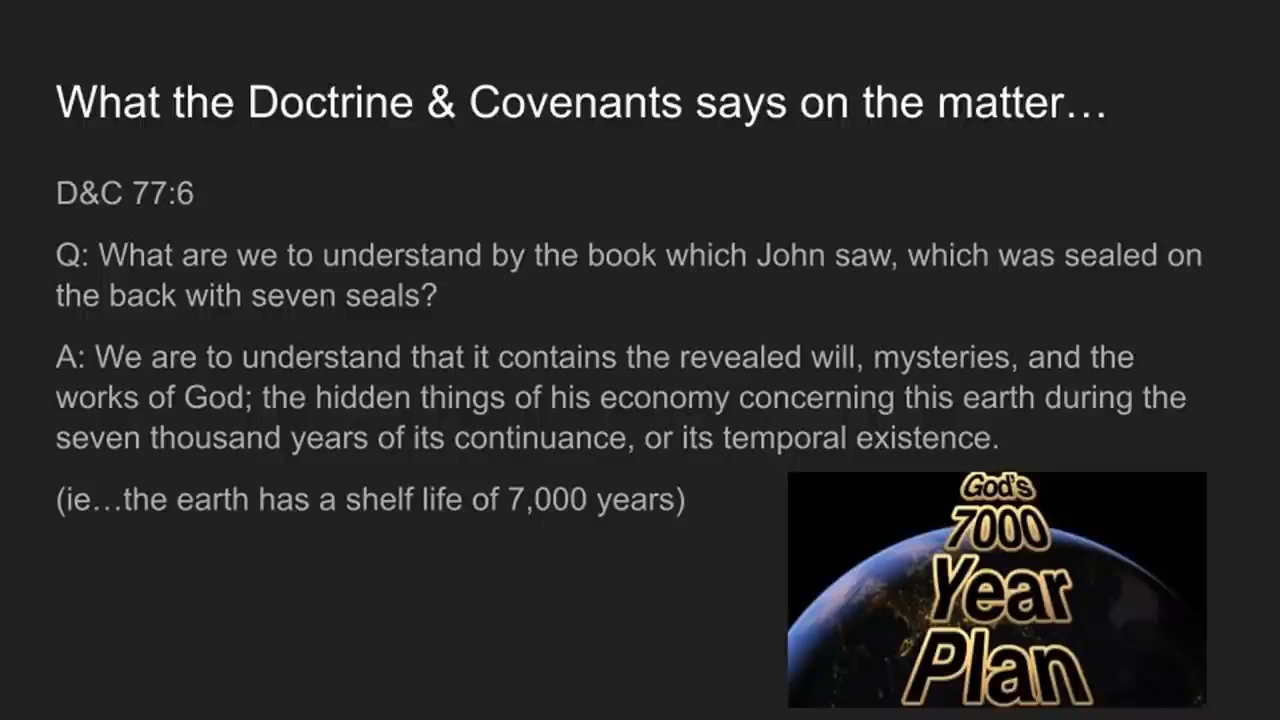 What the Doctrine & Covenants says on the matter…
D&C 77:6
Q: What are we to understand by the book which John saw, which was sealed on
the back with seven seals?
A: We are to understand that it contains the revealed will, mysteries, and the
works of God; the hidden things of his economy concerning this earth during the
seven thousand years of its continuance, or its temporal existence.
(ie…the earth has a shelf life of 7,000 years)
God's
7000
Year
Plan